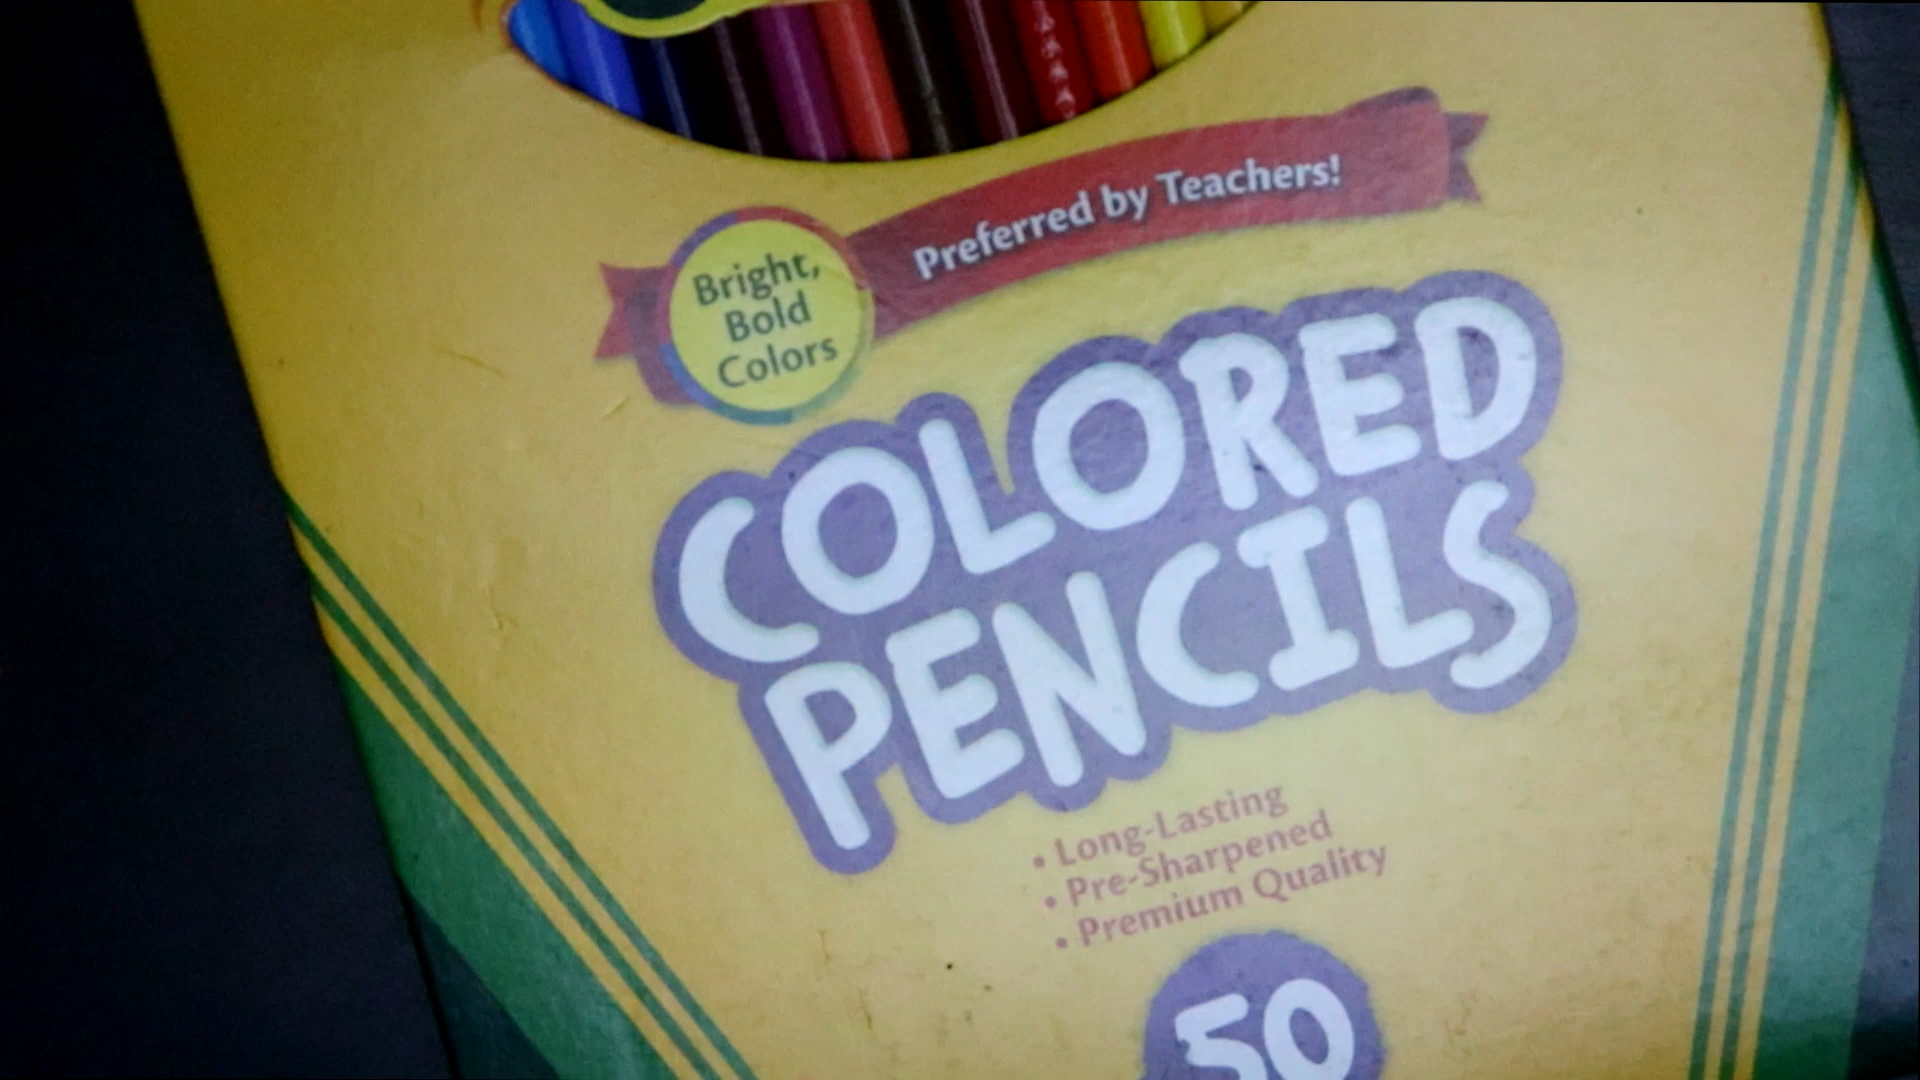 Preferred by Teachers!
Bright,
Bold
Colors
COLORED
PENCILS
• Long-Lasting
• Pre-Sharpened
• Premium Quality
50